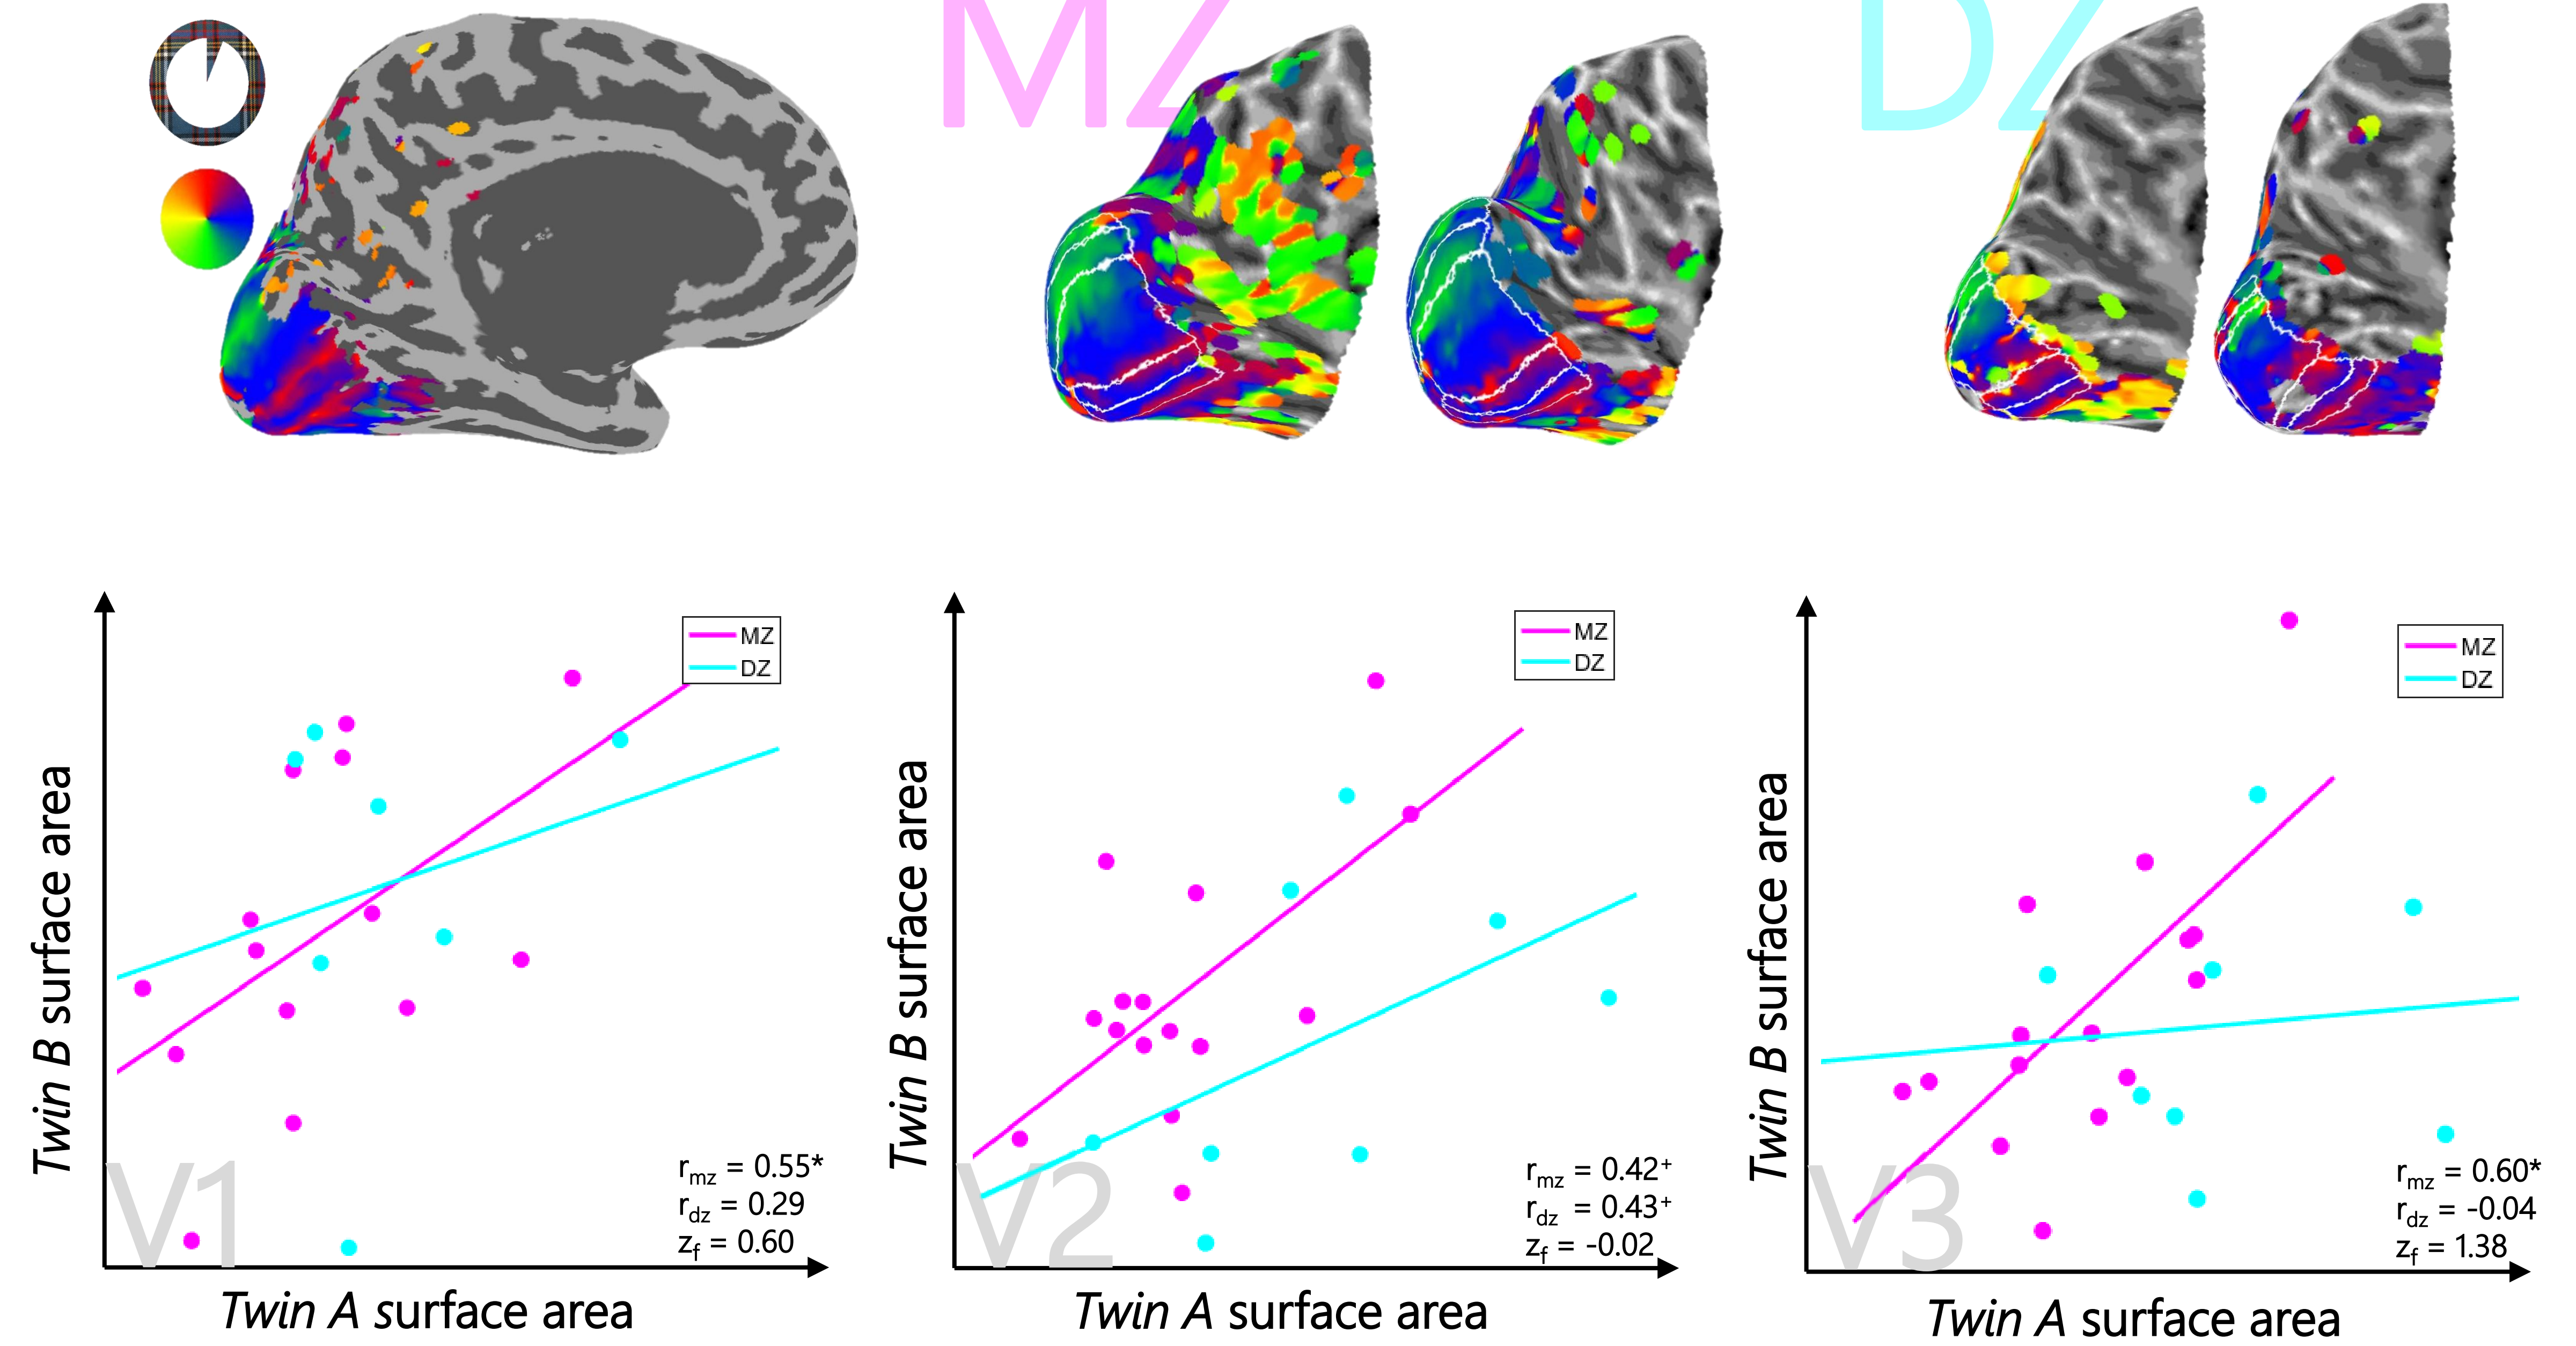 MZ
DZ
MZ
DZ
Twin B surface area
V1
r_mz = 0.55*
r_dz = 0.29
z_f = 0.60
Twin A surface area
MZ
DZ
Twin B surface area
V2
r_mz = 0.42⁺
r_dz = 0.43⁺
z_f = -0.02
Twin A surface area
MZ
DZ
Twin B surface area
V3
r_mz = 0.60*
r_dz = -0.04
z_f = 1.38
Twin A surface area